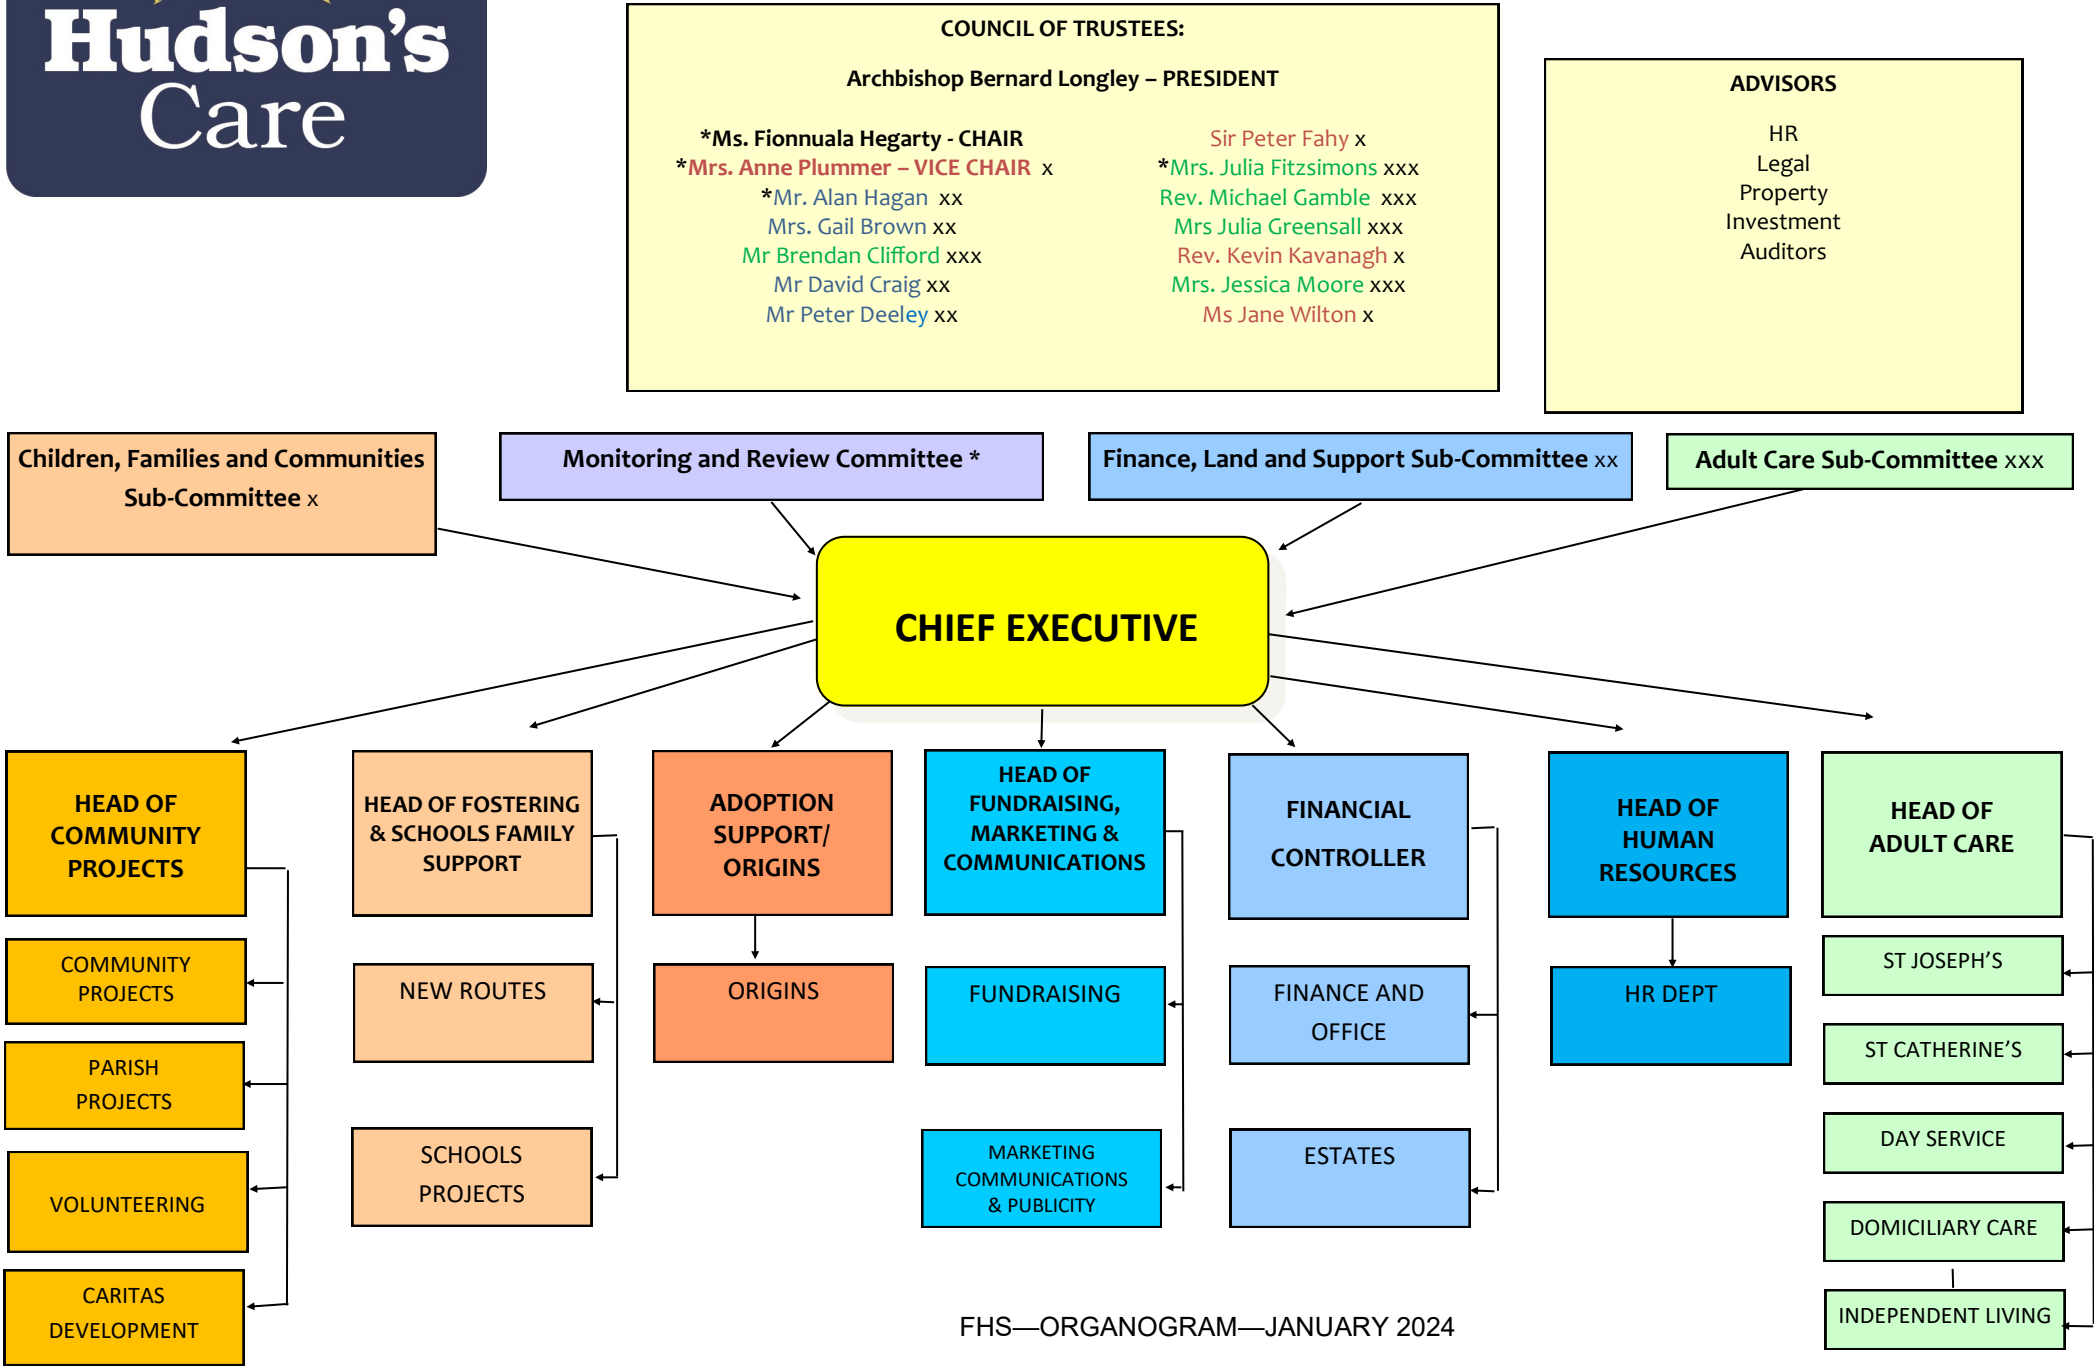 Hudson’s
Care
COUNCIL OF TRUSTEES:
Archbishop Bernard Longley – PRESIDENT
*Ms. Fionnuala Hegarty - CHAIR
*Mrs. Anne Plummer – VICE CHAIR x
*Mr. Alan Hagan xx
Mrs. Gail Brown xx
Mr Brendan Clifford xxx
Mr David Craig xx
Mr Peter Deeley xx
Sir Peter Fahy x
*Mrs. Julia Fitzsimons xxx
Rev. Michael Gamble xxx
Mrs Julia Greensall xxx
Rev. Kevin Kavanagh x
Mrs. Jessica Moore xxx
Ms Jane Wilton x
ADVISORS
HR
Legal
Property
Investment
Auditors
Children, Families and Communities
Sub-Committee x
Monitoring and Review Committee *
Finance, Land and Support Sub-Committee xx
Adult Care Sub-Committee xxx
CHIEF EXECUTIVE
HEAD OF
COMMUNITY
PROJECTS
COMMUNITY
PROJECTS
PARISH
PROJECTS
VOLUNTEERING
CARITAS
DEVELOPMENT
HEAD OF FOSTERING
& SCHOOLS FAMILY
SUPPORT
NEW ROUTES
SCHOOLS
PROJECTS
ADOPTION
SUPPORT/
ORIGINS
ORIGINS
HEAD OF
FUNDRAISING,
MARKETING &
COMMUNICATIONS
FUNDRAISING
MARKETING
COMMUNICATIONS
& PUBLICITY
FINANCIAL
CONTROLLER
FINANCE AND
OFFICE
ESTATES
HEAD OF
HUMAN
RESOURCES
HR DEPT
HEAD OF
ADULT CARE
ST JOSEPH’S
ST CATHERINE’S
DAY SERVICE
DOMICILIARY CARE
INDEPENDENT LIVING
FHS—ORGANOGRAM—JANUARY 2024